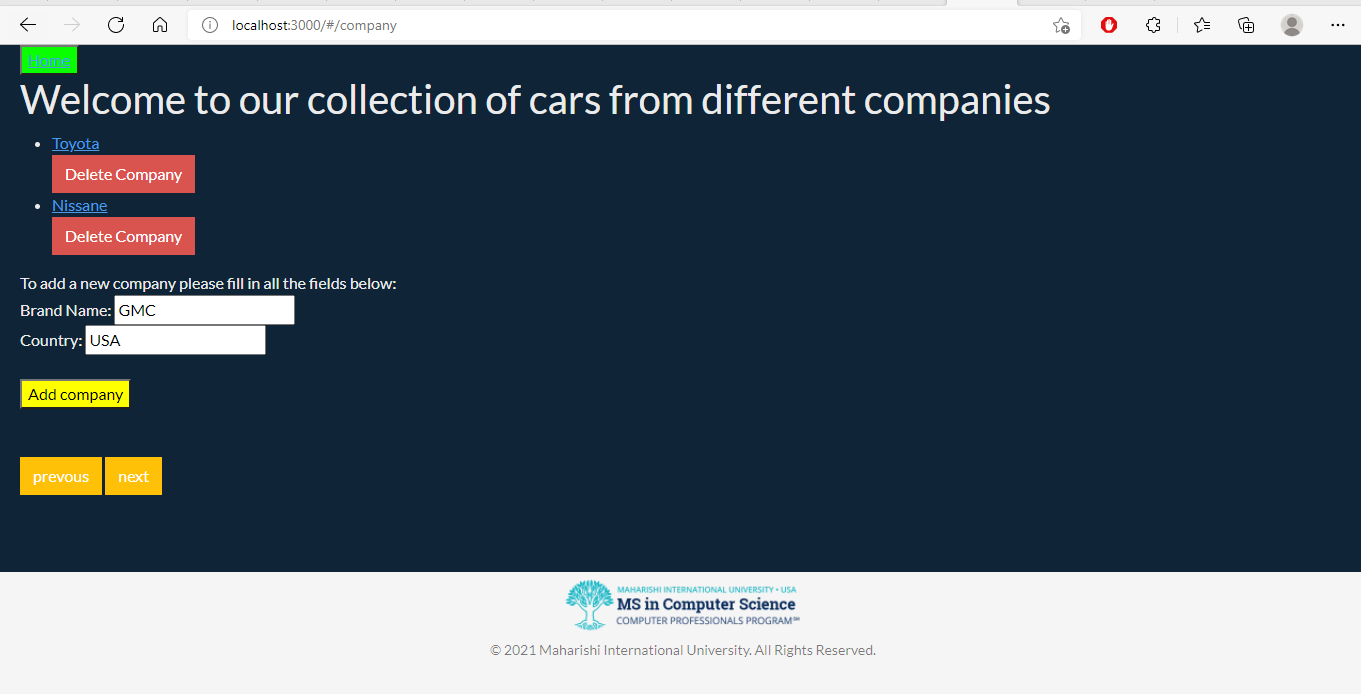 localhost:3000/#/company
Home
Welcome to our collection of cars from different companies
Toyota
Delete Company
Nissane
Delete Company
To add a new company please fill in all the fields below:
Brand Name: GMC
Country: USA
Add company
prevous next
MAHARISHI INTERNATIONAL UNIVERSITY • USA
MS in Computer Science
COMPUTER PROFESSIONALS PROGRAM℠
© 2021 Maharishi International University. All Rights Reserved.